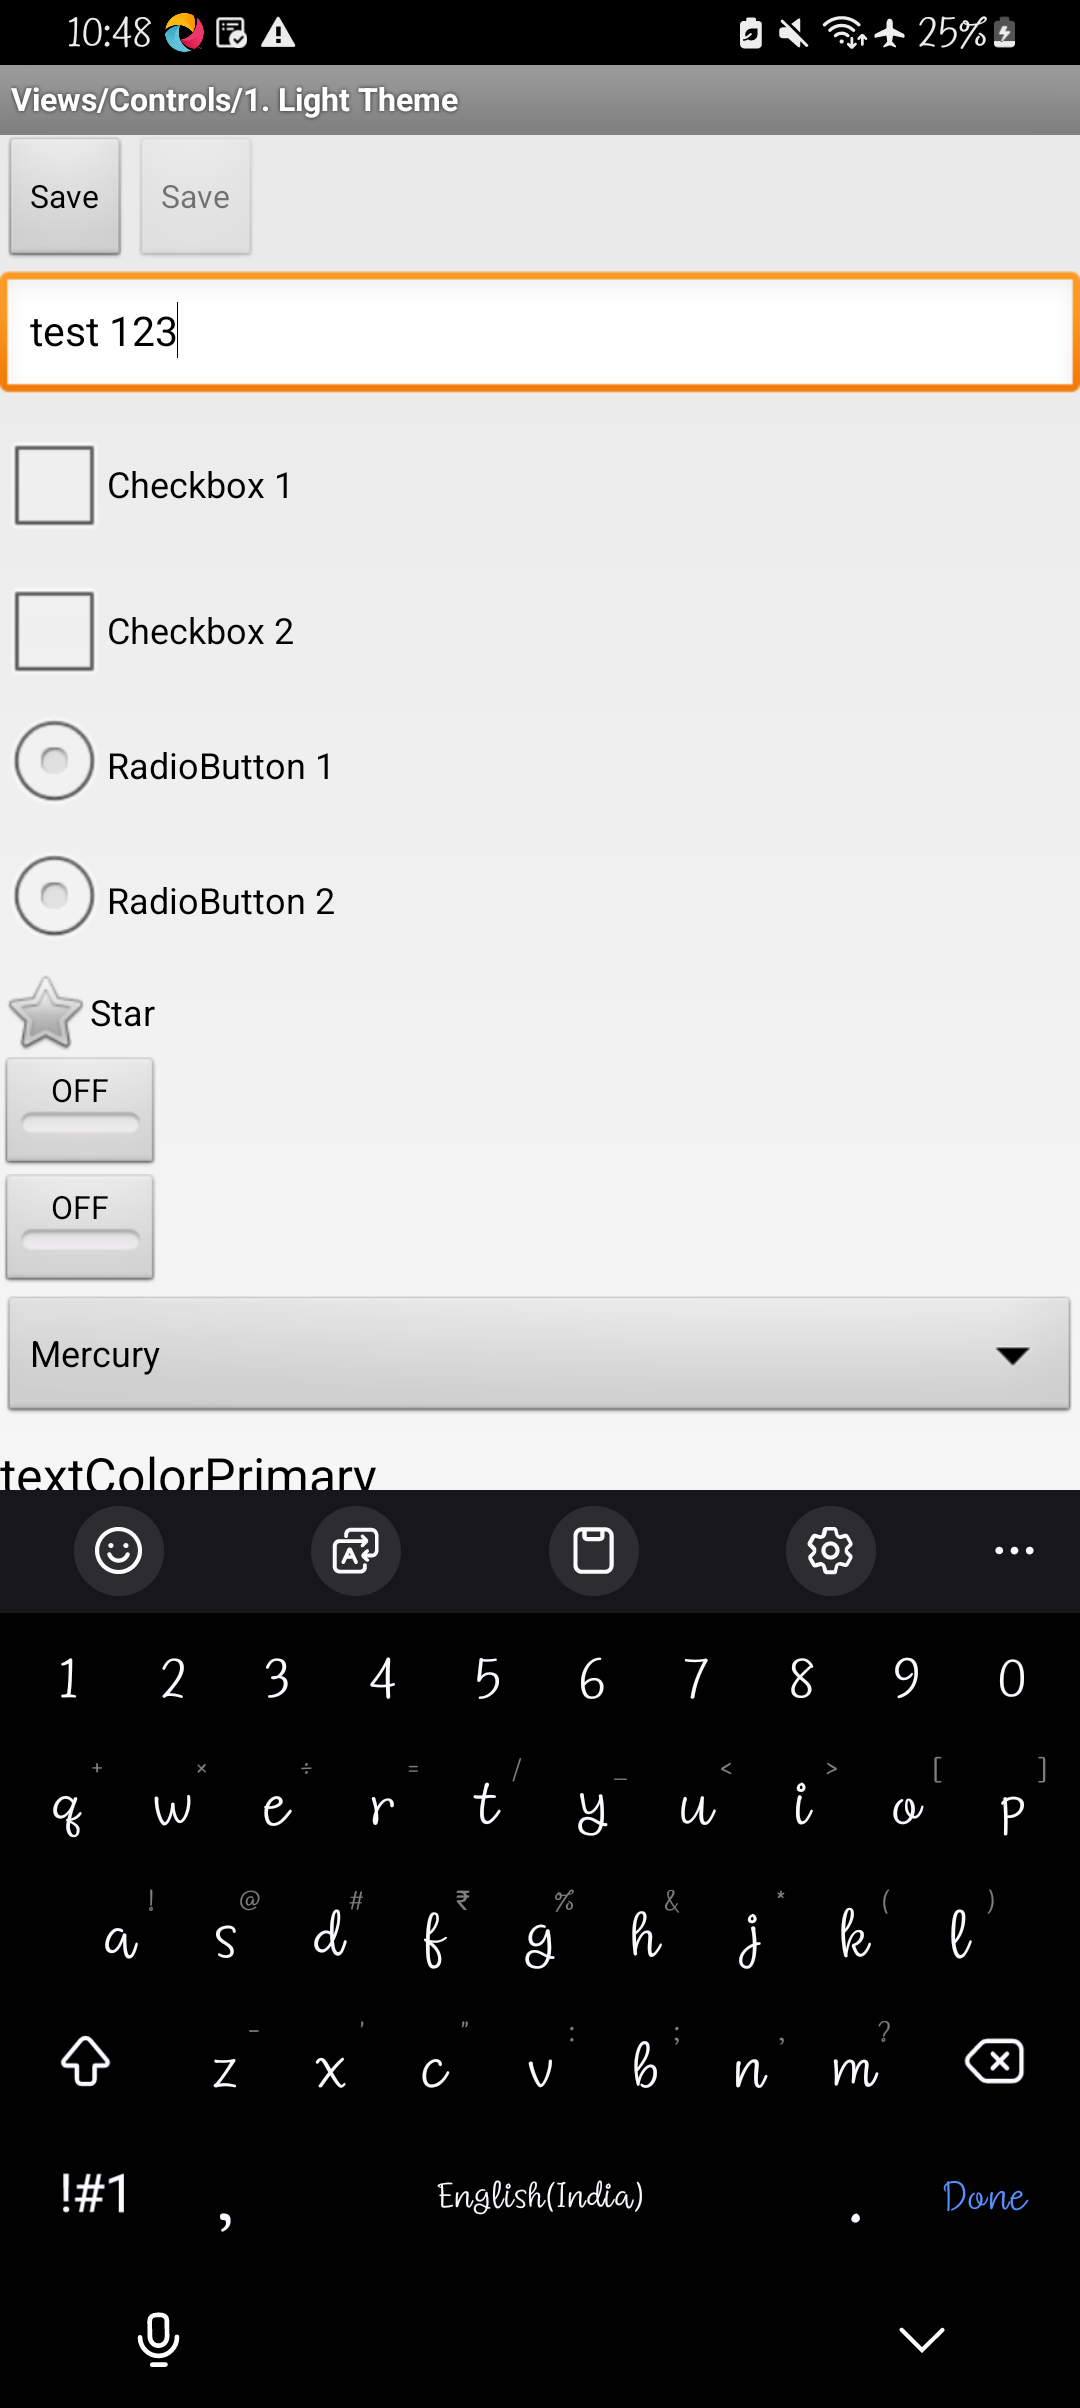 10:48 25%
Views/Controls/1. Light Theme
Save Save
test 123
Checkbox 1
Checkbox 2
RadioButton 1
RadioButton 2
Star
OFF
OFF
Mercury
textColorPrimary
1 2 3 4 5 6 7 8 9 0
+ × ÷ = / _ < > [ ]
q w e r t y u i o p
! @ # ₹ % & * ( )
a s d f g h j k l
- ' " : ; , ?
z x c v b n m
!#1 , English(India) . Done